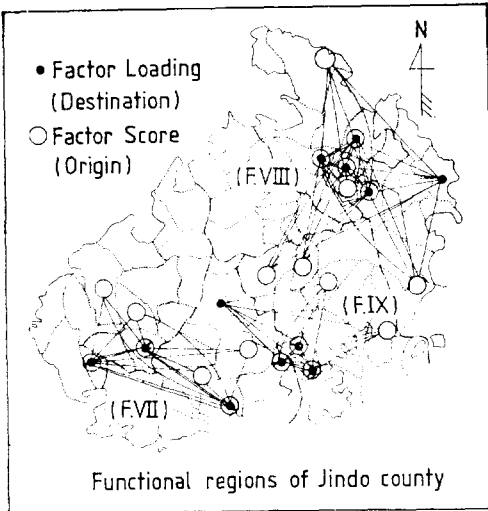 N
Factor Loading
(Destination)
Factor Score
(Origin)
(F.VIII)
(F.IX)
(F.VII)
Functional regions of Jindo county